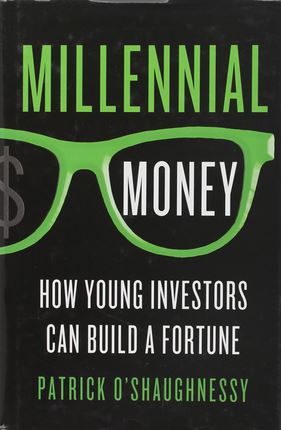 MILLENNIAL
$
MONEY
HOW YOUNG INVESTORS
CAN BUILD A FORTUNE
PATRICK O'SHAUGHNESSY